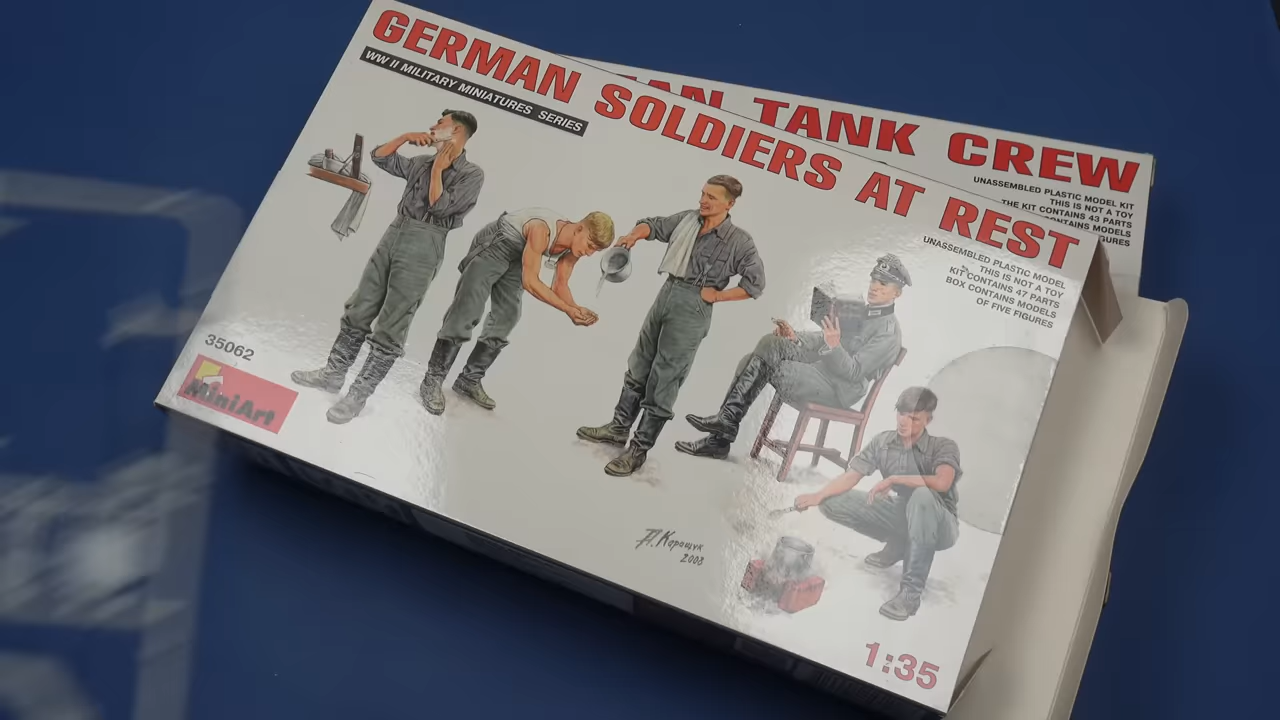 GERMAN SOLDIERS AT REST
WW II MILITARY MINIATURES SERIES
UNASSEMBLED PLASTIC MODEL
THIS IS NOT A TOY
KIT CONTAINS 47 PARTS
BOX CONTAINS MODELS
OF FIVE FIGURES
35062
MiniArt
А.Каращук
2008
1:35
TANK CREW
UNASSEMBLED PLASTIC MODEL KIT
THIS IS NOT A TOY
THE KIT CONTAINS 43 PARTS
MODELS